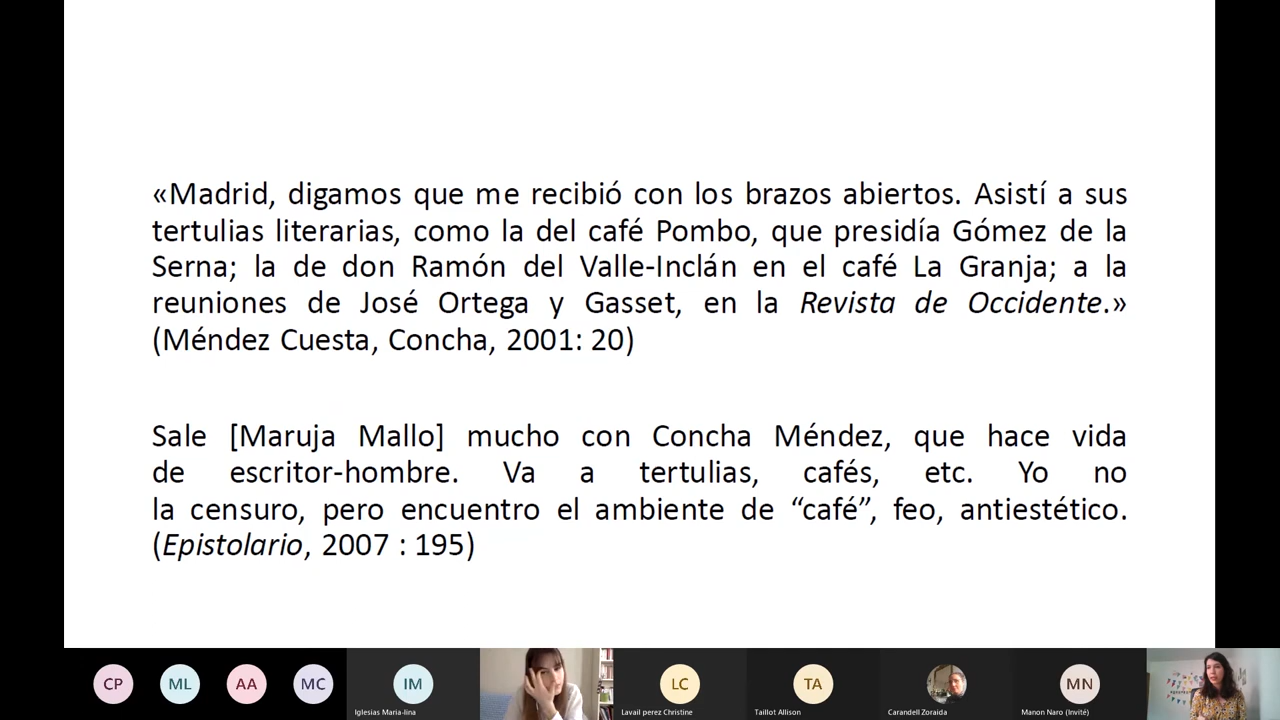 «Madrid, digamos que me recibió con los brazos abiertos. Asistí a sus
tertulias literarias, como la del café Pombo, que presidía Gómez de la
Serna; la de don Ramón del Valle-Inclán en el café La Granja; a la
reuniones de José Ortega y Gasset, en la Revista de Occidente.»
(Méndez Cuesta, Concha, 2001: 20)
Sale [Maruja Mallo] mucho con Concha Méndez, que hace vida
de escritor-hombre. Va a tertulias, cafés, etc. Yo no
la censuro, pero encuentro el ambiente de “café”, feo, antiestético.
(Epistolario, 2007 : 195)
CP ML AA MC IM LC TA MN
Iglesias Maria-lina Lavail perez Christine Taillot Allison Carandell Zoraida Manon Naro (Invité)